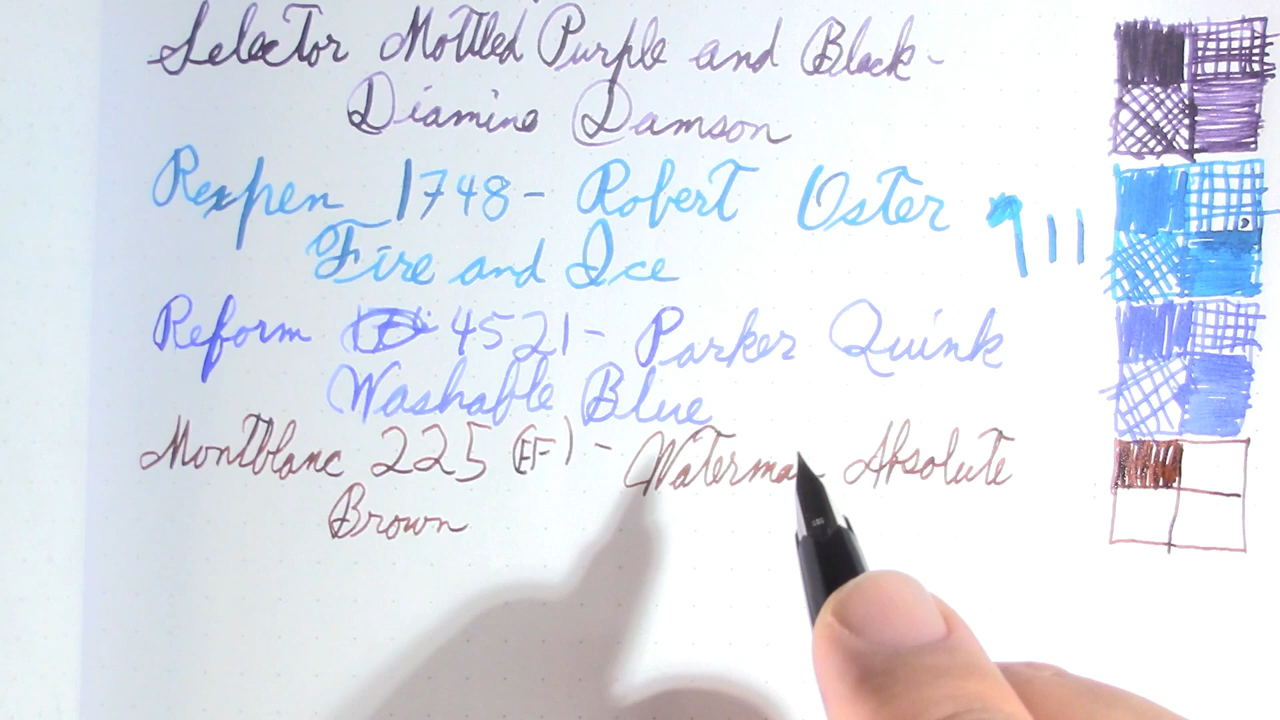 Selector Mottled Purple and Black-
Diamine Damson
Rexpen 1748- Robert Oster 911
Fire and Ice
Reform 4521- Parker Quink
Washable Blue
Montblanc 225 (EF) - Waterman Absolute
Brown